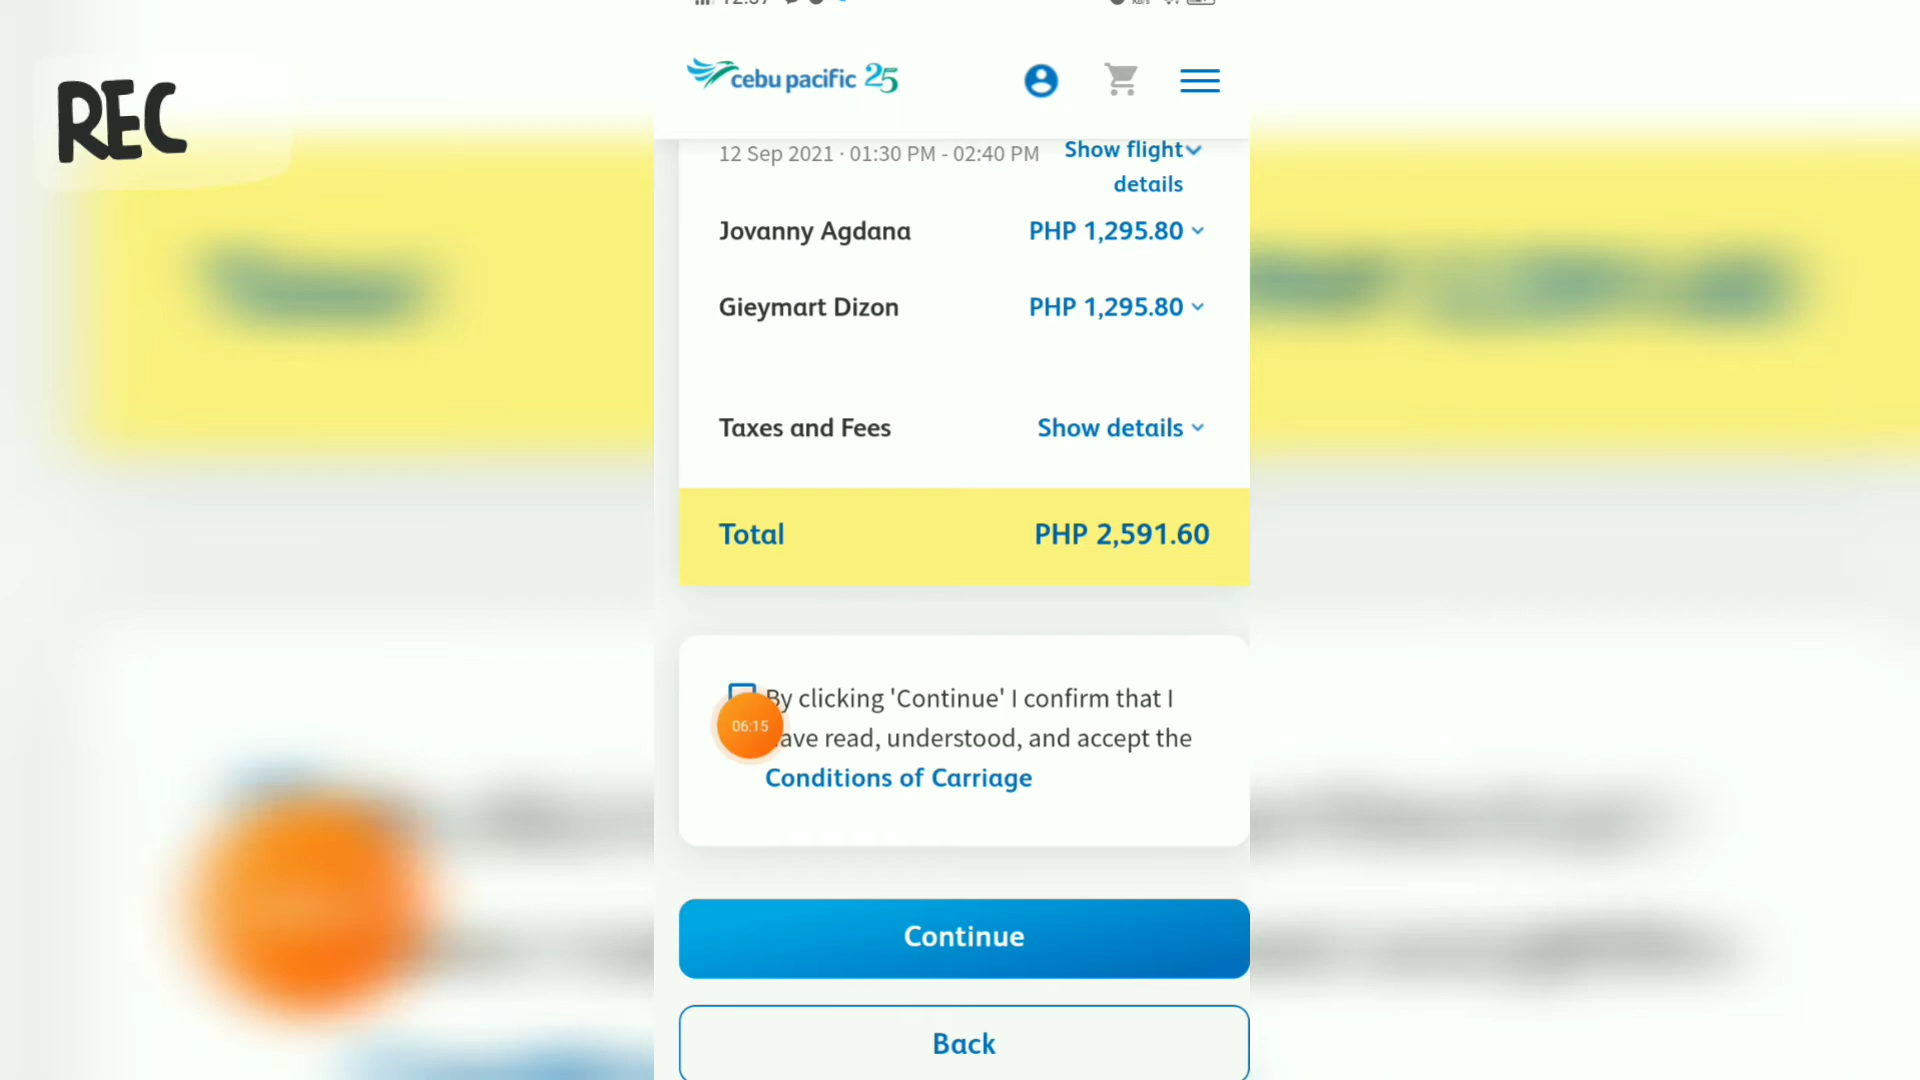 REC
cebu pacific 25
12 Sep 2021 · 01:30 PM - 02:40 PM Show flight
details
Jovanny Agdana PHP 1,295.80
Gieymart Dizon PHP 1,295.80
Taxes and Fees Show details
Total PHP 2,591.60
By clicking 'Continue' I confirm that I
06:15 have read, understood, and accept the
Conditions of Carriage
Continue
Back